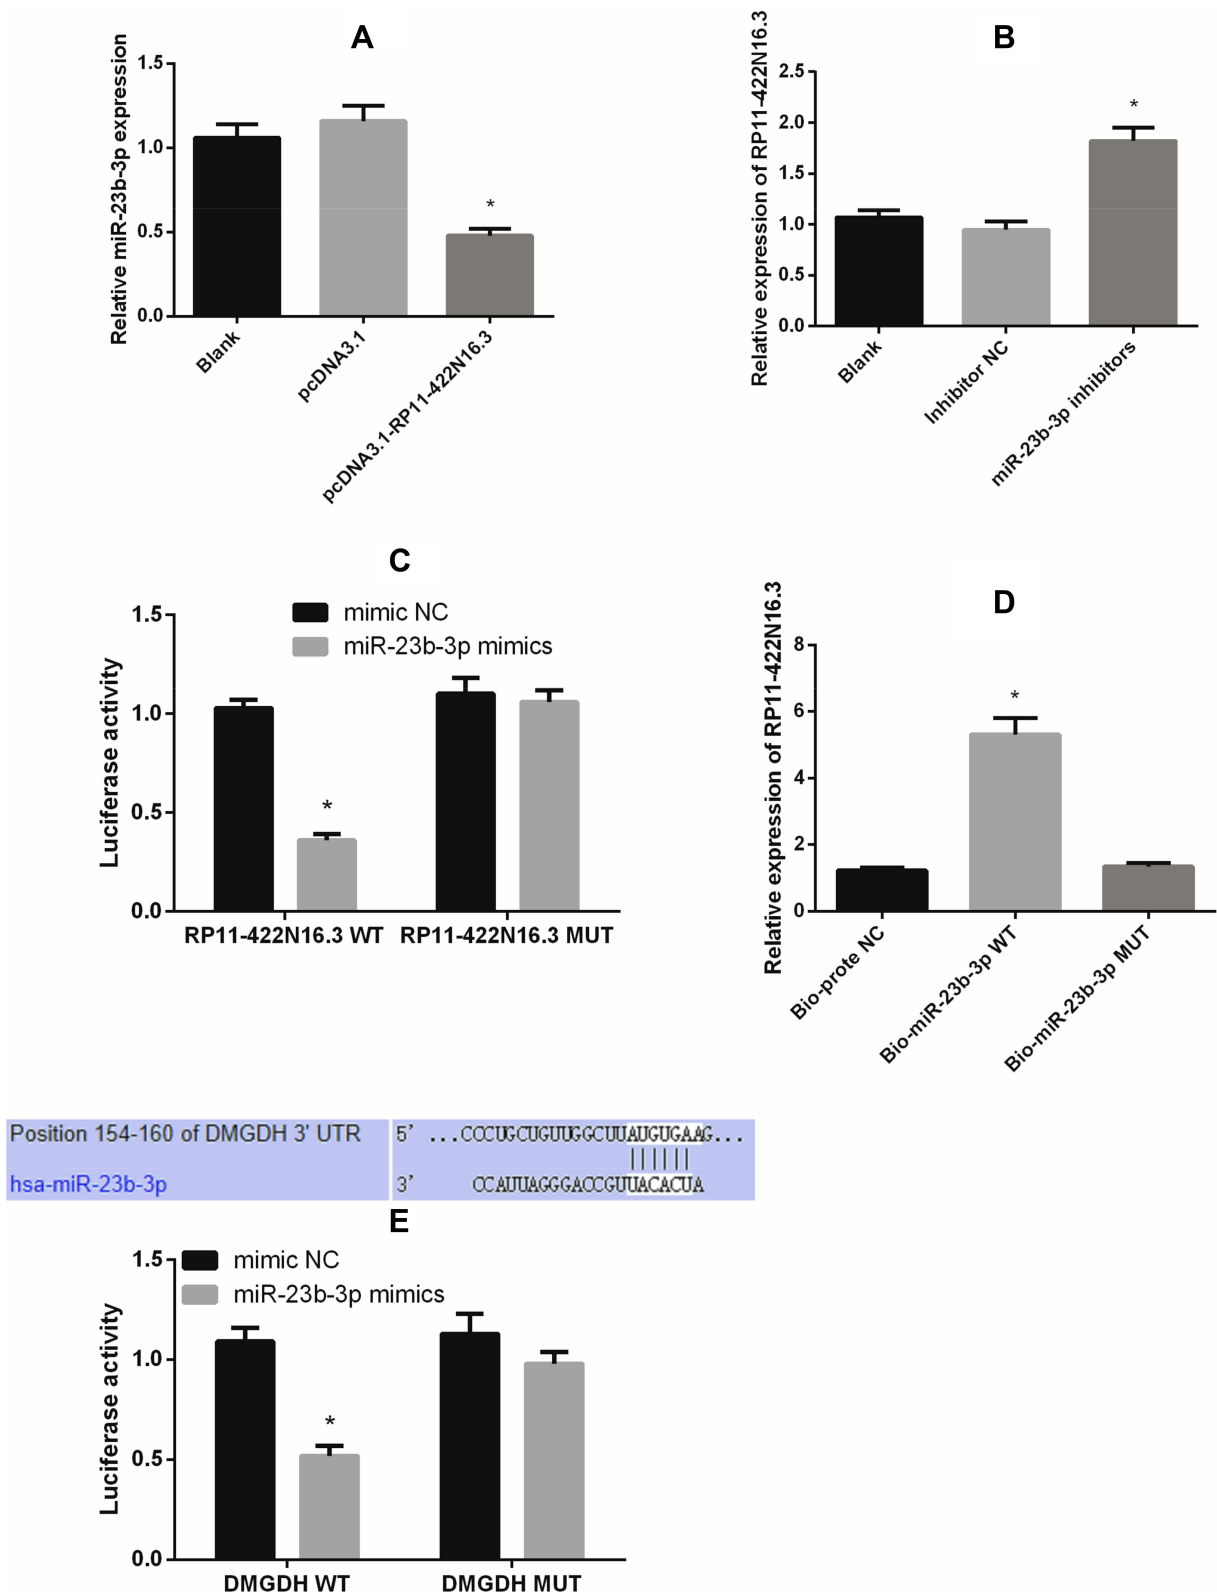 A
Relative miR-23b-3p expression
1.5
1.0
0.5
0.0
*
Blank
pcDNA3.1
pcDNA3.1-RP11-422N16.3
B
Relative expression of RP11-422N16.3
2.5
2.0
1.5
1.0
0.5
0.0
*
Blank
Inhibitor NC
miR-23b-3p inhibitors
C
mimic NC
miR-23b-3p mimics
Luciferase activity
1.5
1.0
0.5
0.0
*
RP11-422N16.3 WT
RP11-422N16.3 MUT
D
Relative expression of RP11-422N16.3
8
6
4
2
0
*
Bio-prote NC
Bio-miR-23b-3p WT
Bio-miR-23b-3p MUT
Position 154-160 of DMGDH 3' UTR 5' ...CCCUGCUGUUGGCUUAUGUGAAG...
hsa-miR-23b-3p 3' CCAUUAGGGACCGUUACACUA
E
mimic NC
miR-23b-3p mimics
Luciferase activity
1.5
1.0
0.5
0.0
*
DMGDH WT
DMGDH MUT